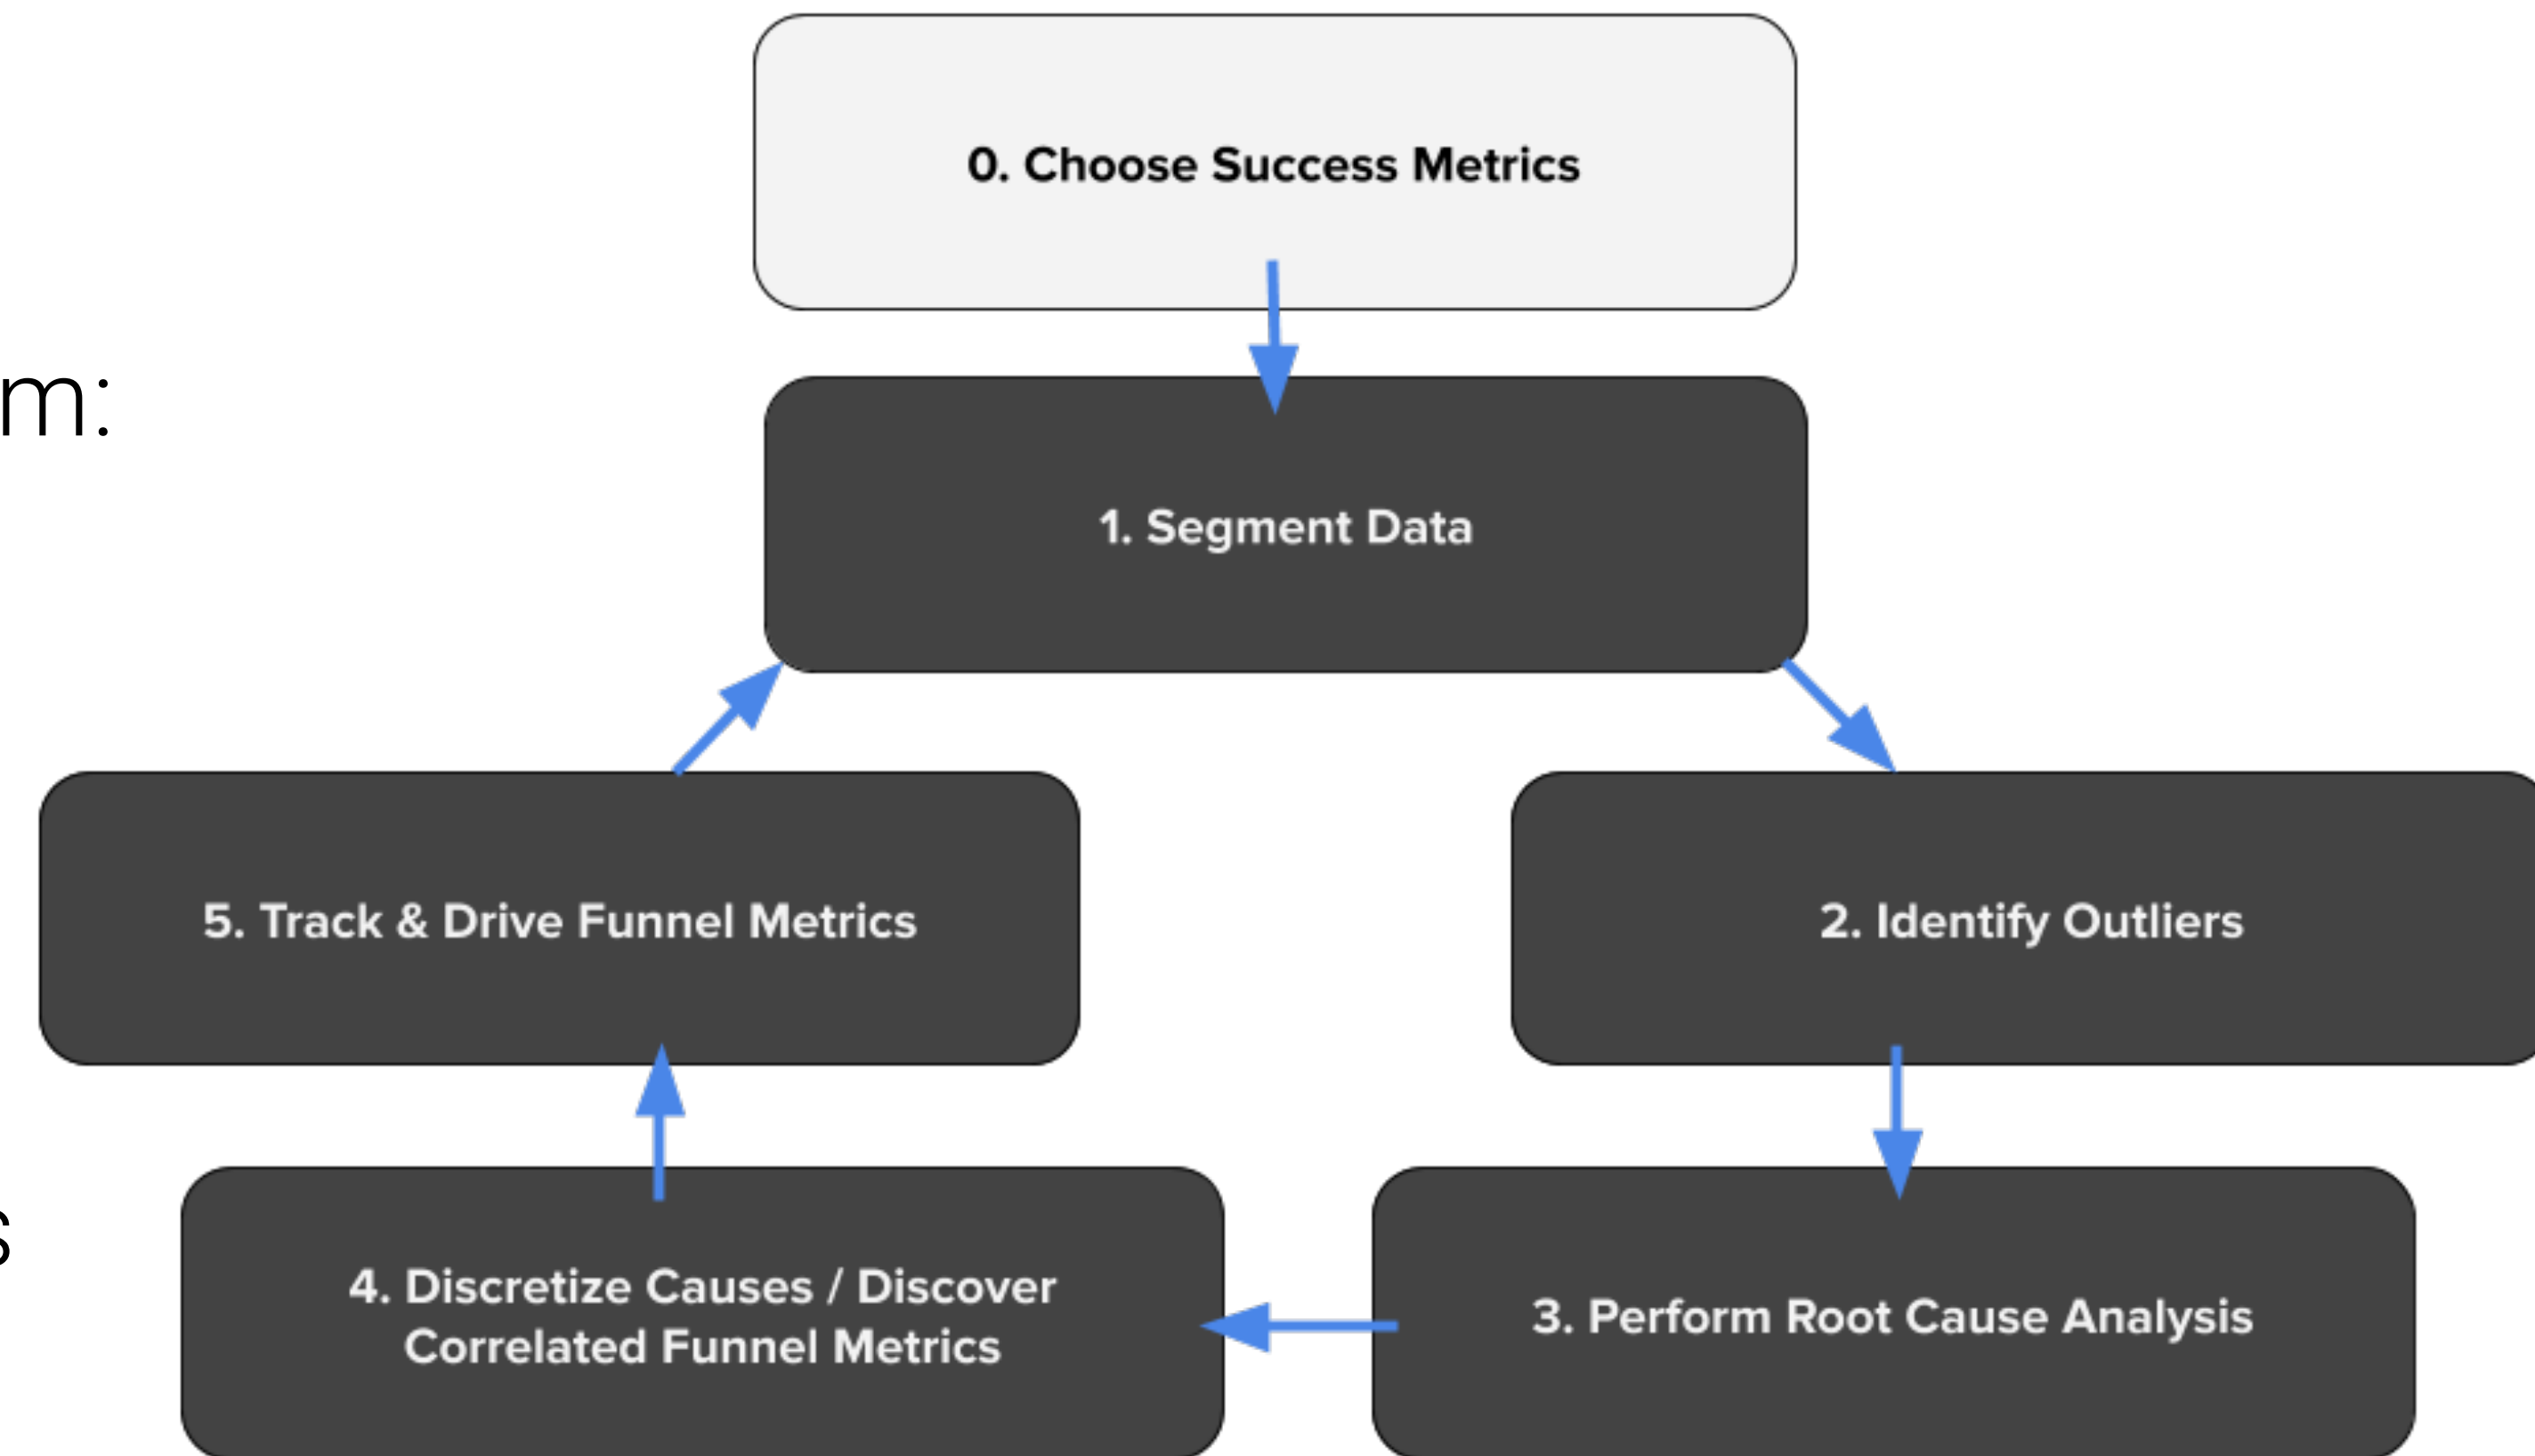 0. Choose Success Metrics
m:
1. Segment Data
5. Track & Drive Funnel Metrics
2. Identify Outliers
s
4. Discretize Causes / Discover
Correlated Funnel Metrics
3. Perform Root Cause Analysis